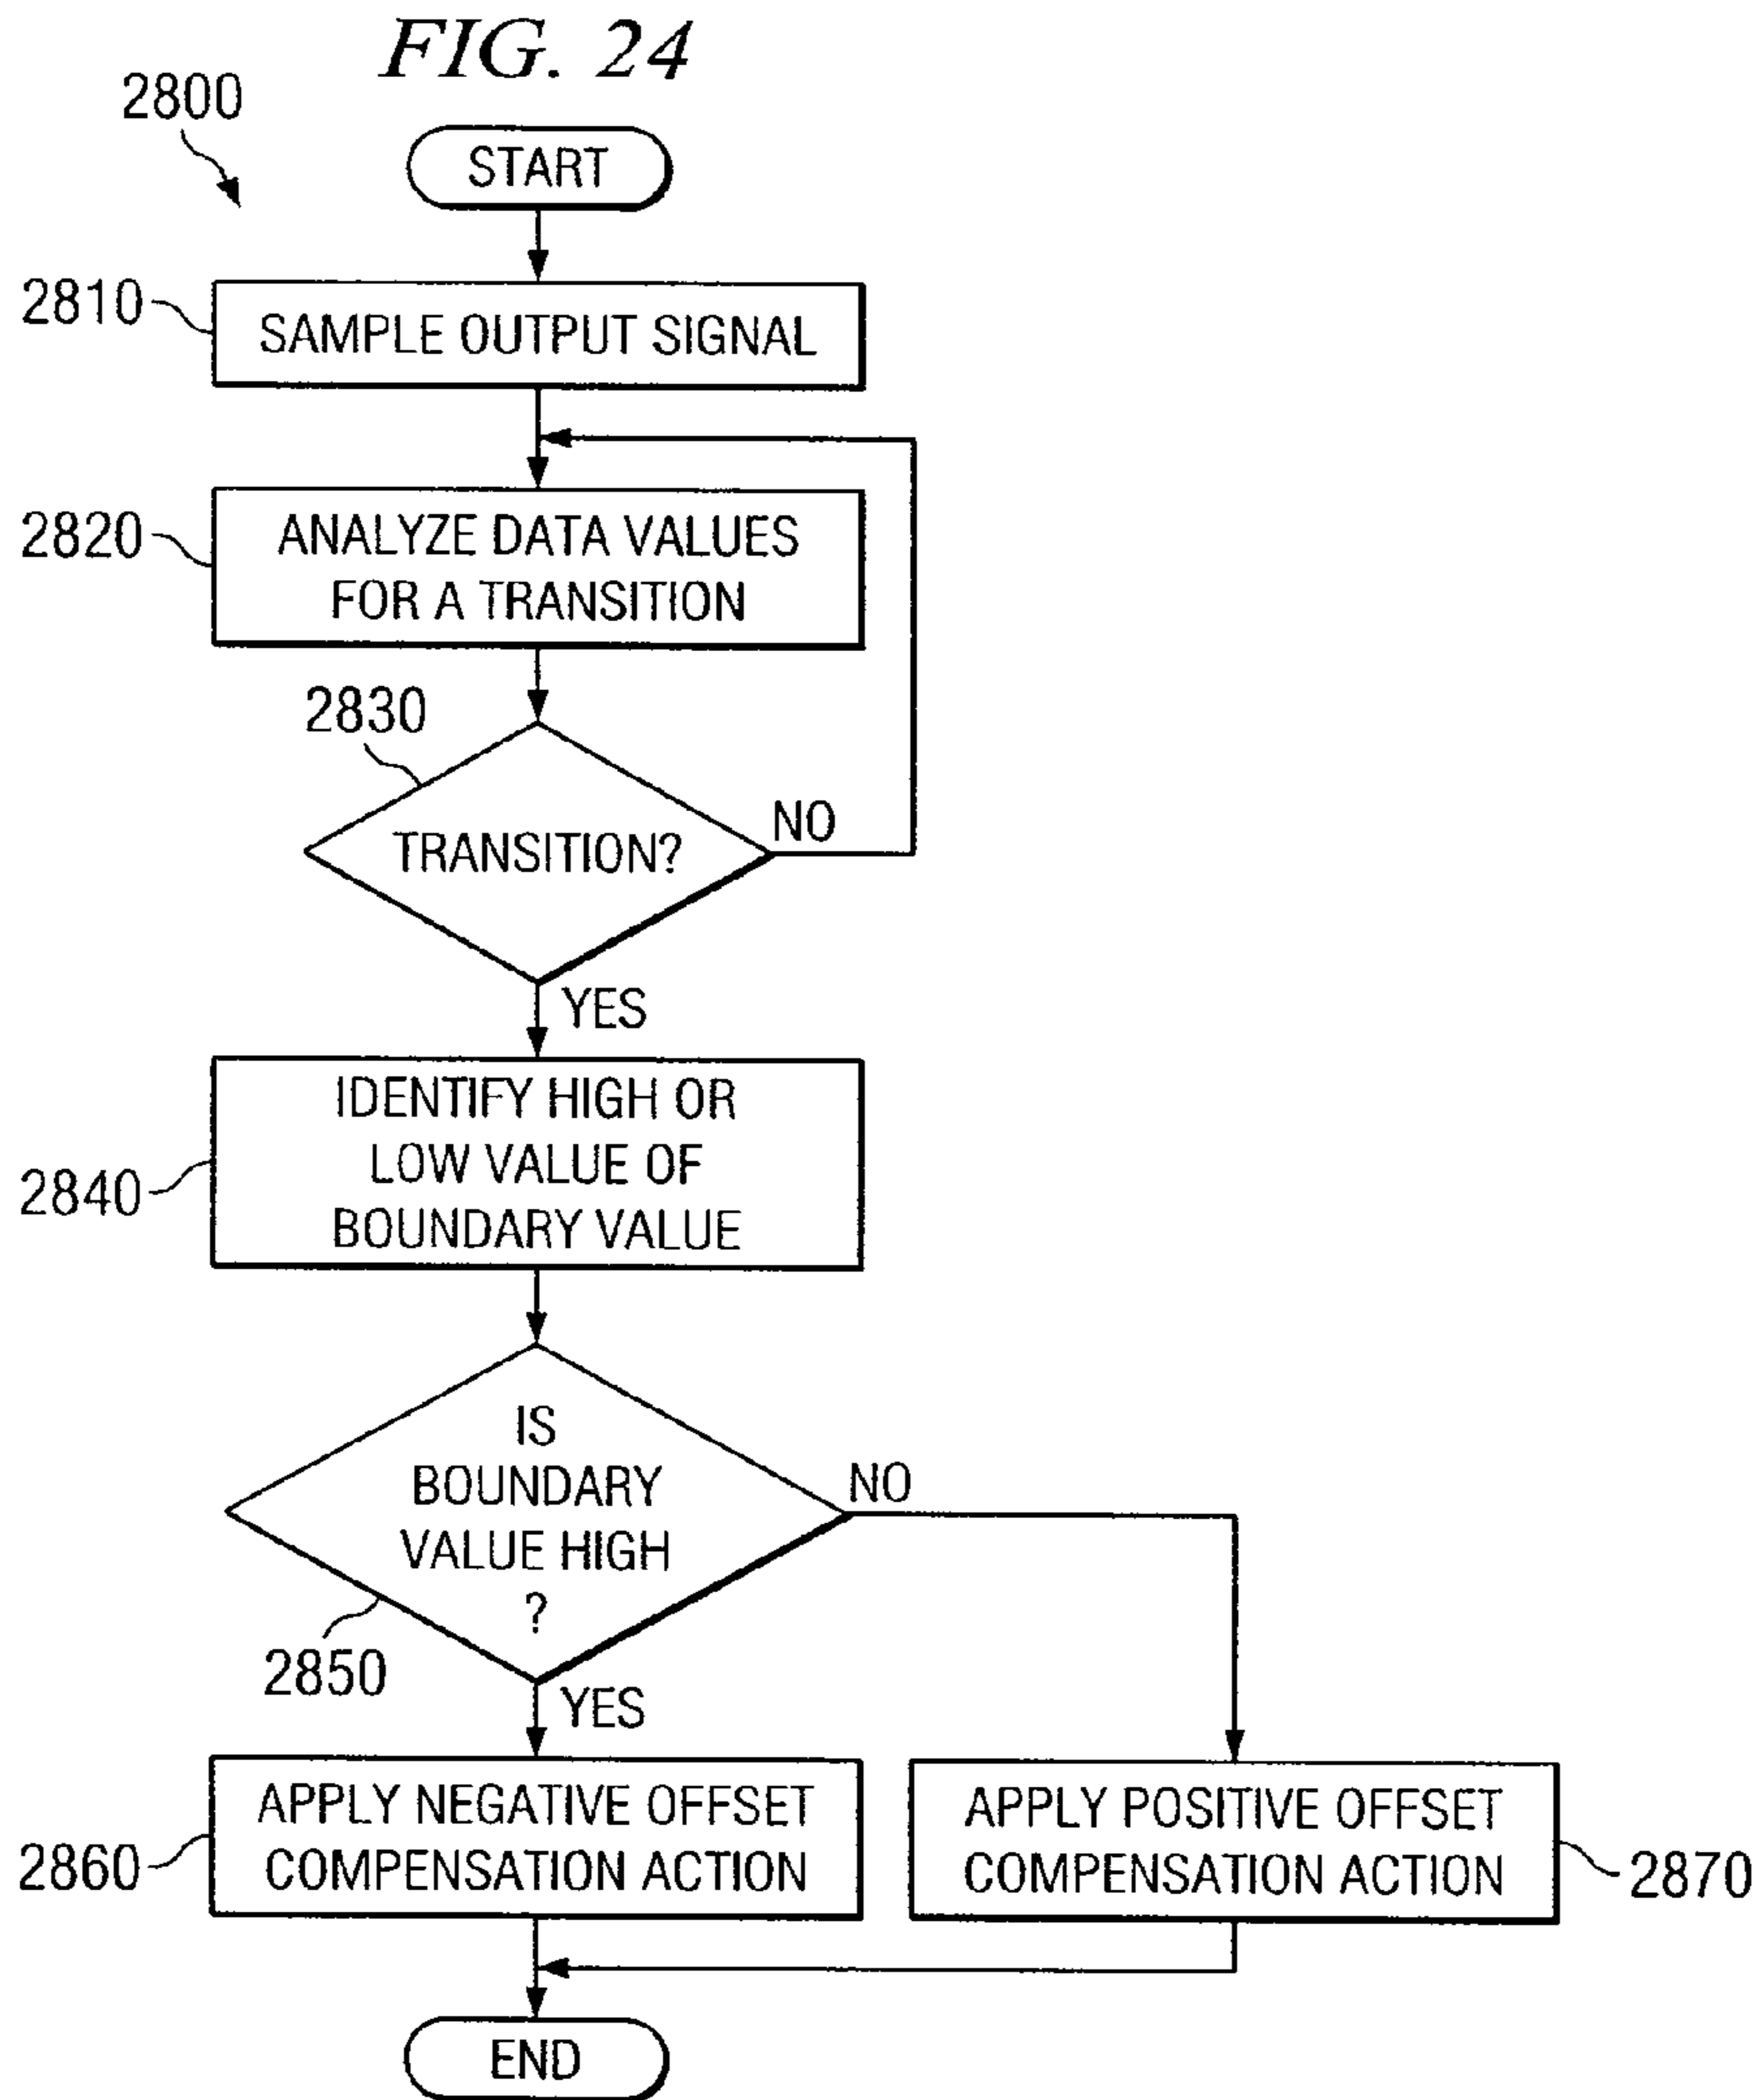 FIG. 24
2800
START
2810
SAMPLE OUTPUT SIGNAL
2820
ANALYZE DATA VALUES
FOR A TRANSITION
2830
TRANSITION?
NO
YES
2840
IDENTIFY HIGH OR
LOW VALUE OF
BOUNDARY VALUE
IS
BOUNDARY
VALUE HIGH
?
NO
2850
YES
2860
APPLY NEGATIVE OFFSET
COMPENSATION ACTION
APPLY POSITIVE OFFSET
COMPENSATION ACTION
2870
END